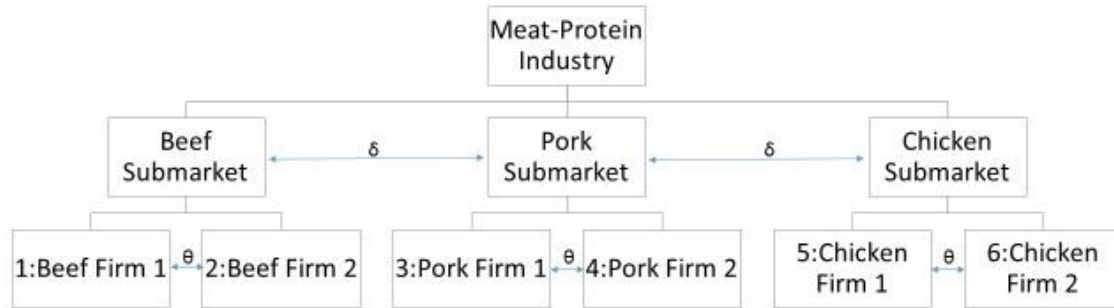 Meat-Protein
Industry
Beef
Submarket
δ
Pork
Submarket
δ
Chicken
Submarket
1:Beef Firm 1
θ
2:Beef Firm 2
3:Pork Firm 1
θ
4:Pork Firm 2
5:Chicken
Firm 1
θ
6:Chicken
Firm 2